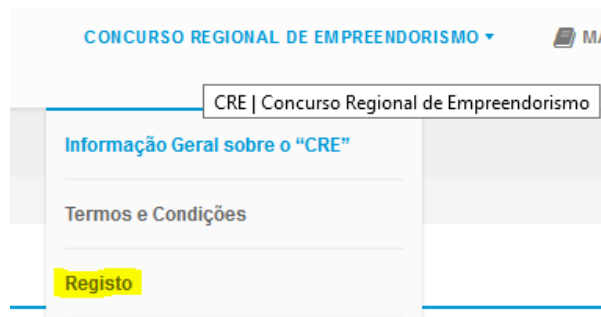 CONCURSO REGIONAL DE EMPREENDORISMO
CRE | Concurso Regional de Empreendorismo
Informação Geral sobre o “CRE”
Termos e Condições
Registo